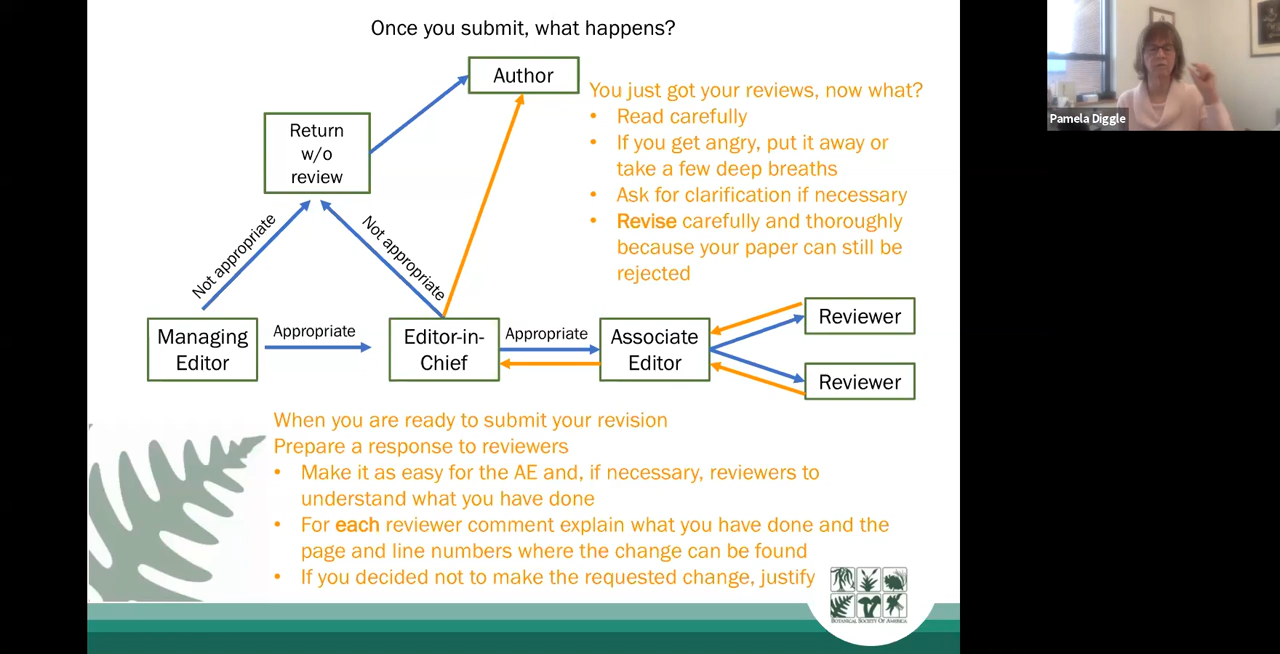 Once you submit, what happens?
Author
You just got your reviews, now what?
• Read carefully
• If you get angry, put it away or
take a few deep breaths
• Ask for clarification if necessary
• Revise carefully and thoroughly
because your paper can still be
rejected
Pamela Diggle
Return
w/o
review
Not appropriate
Not appropriate
Managing
Editor
Appropriate
Editor-in-
Chief
Appropriate
Associate
Editor
Reviewer
Reviewer
When you are ready to submit your revision
Prepare a response to reviewers
• Make it as easy for the AE and, if necessary, reviewers to
understand what you have done
• For each reviewer comment explain what you have done and the
page and line numbers where the change can be found
• If you decided not to make the requested change, justify
BOTANICAL SOCIETY OF AMERICA